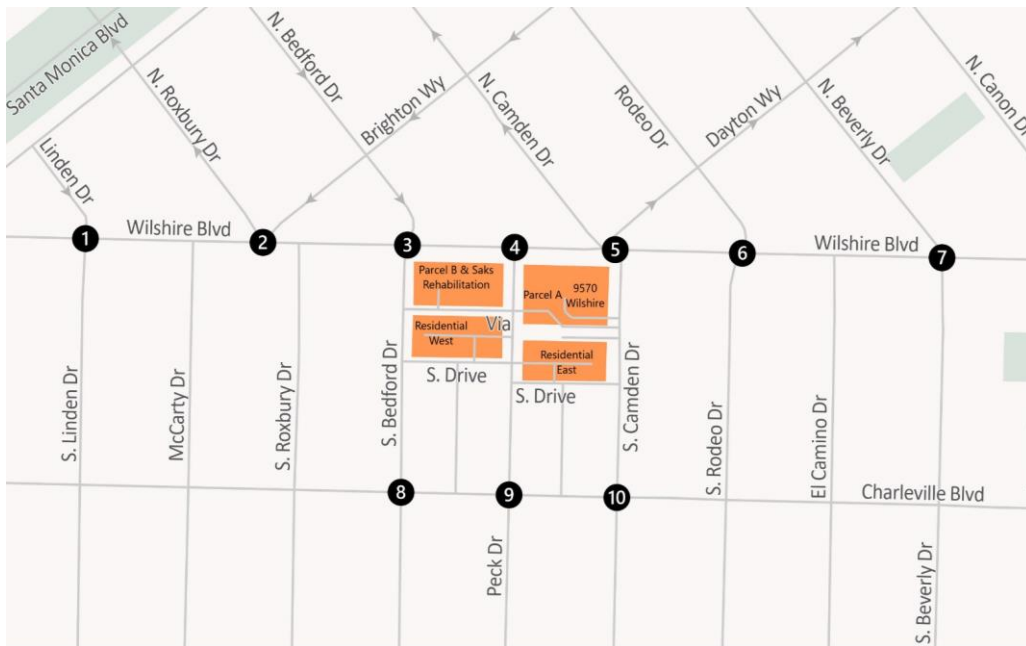 Santa Monica Blvd
N. Roxbury Dr
N. Bedford Dr
Brighton Wy
N. Camden Dr
Rodeo Dr
Dayton Wy
N. Beverly Dr
N. Canon Dr
Linden Dr
Wilshire Blvd
Wilshire Blvd
1
2
3
4
5
6
7
Parcel B & Saks
Rehabilitation
Parcel A
9570
Wilshire
Via
Residential
West
Residential
East
S. Drive
S. Drive
S. Linden Dr
McCarty Dr
S. Roxbury Dr
S. Bedford Dr
S. Camden Dr
S. Rodeo Dr
El Camino Dr
Charleville Blvd
8
9
10
Peck Dr
S. Beverly Dr